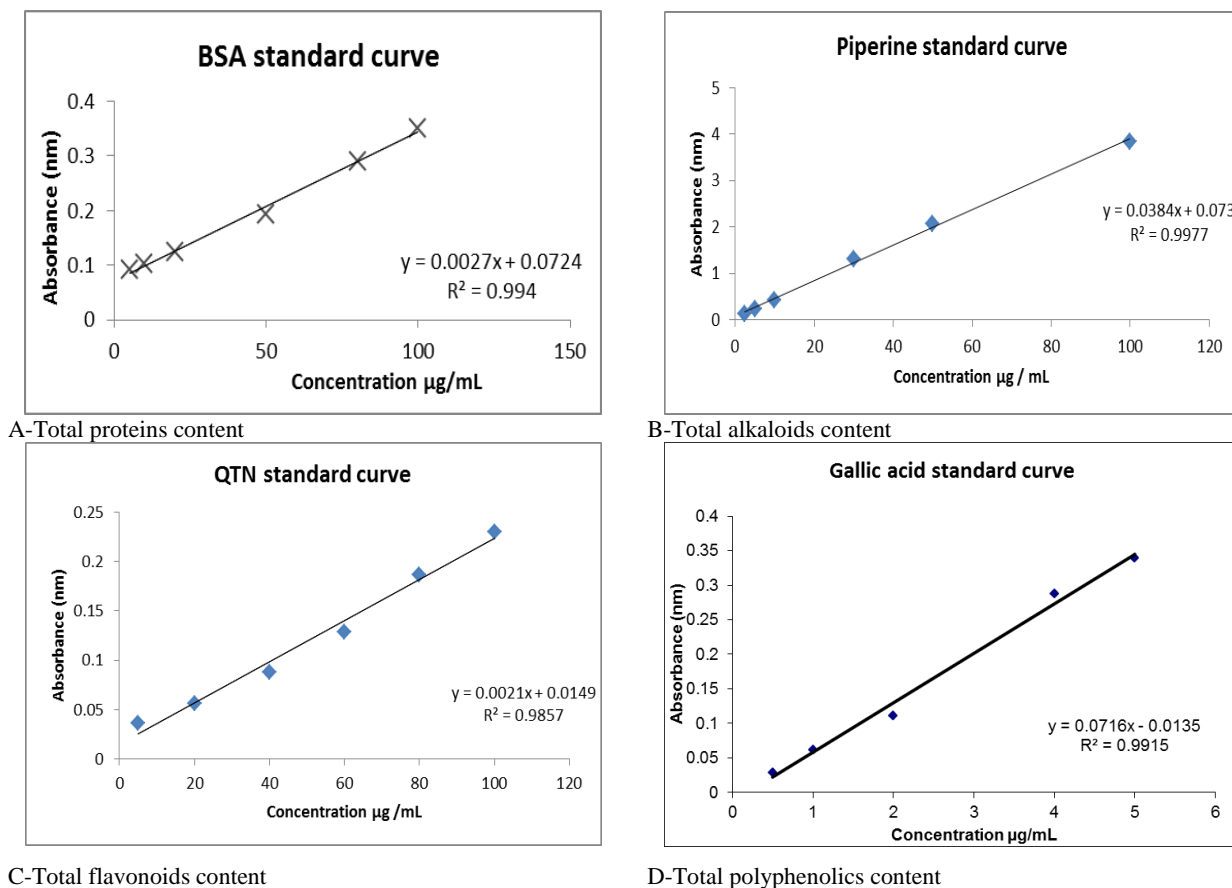 BSA standard curve
0.4
0.3
0.2
0.1
0
Absorbance (nm)
y = 0.0027x + 0.0724
R² = 0.994
0 50 100 150
Concentration µg/mL
A-Total proteins content
Piperine standard curve
5
4
3
2
1
0
Absorbance (nm)
y = 0.0384x + 0.073
R² = 0.9977
0 20 40 60 80 100 120
Concentration µg / mL
B-Total alkaloids content
QTN standard curve
0.25
0.2
0.15
0.1
0.05
0
Absorbance (nm)
y = 0.0021x + 0.0149
R² = 0.9857
0 20 40 60 80 100 120
Concentration µg /mL
C-Total flavonoids content
Gallic acid standard curve
0.4
0.35
0.3
0.25
0.2
0.15
0.1
0.05
0
Absorbance (nm)
y = 0.0716x - 0.0135
R² = 0.9915
0 1 2 3 4 5 6
Concentration µg/mL
D-Total polyphenolics content